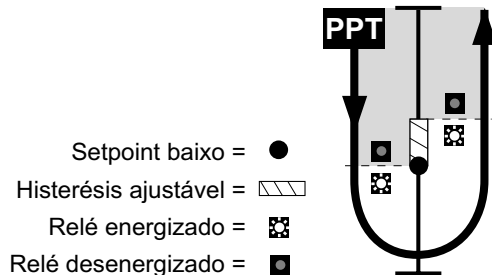 PPT
Setpoint baixo =
Histerésis ajustável =
Relé energizado =
Relé desenergizado =